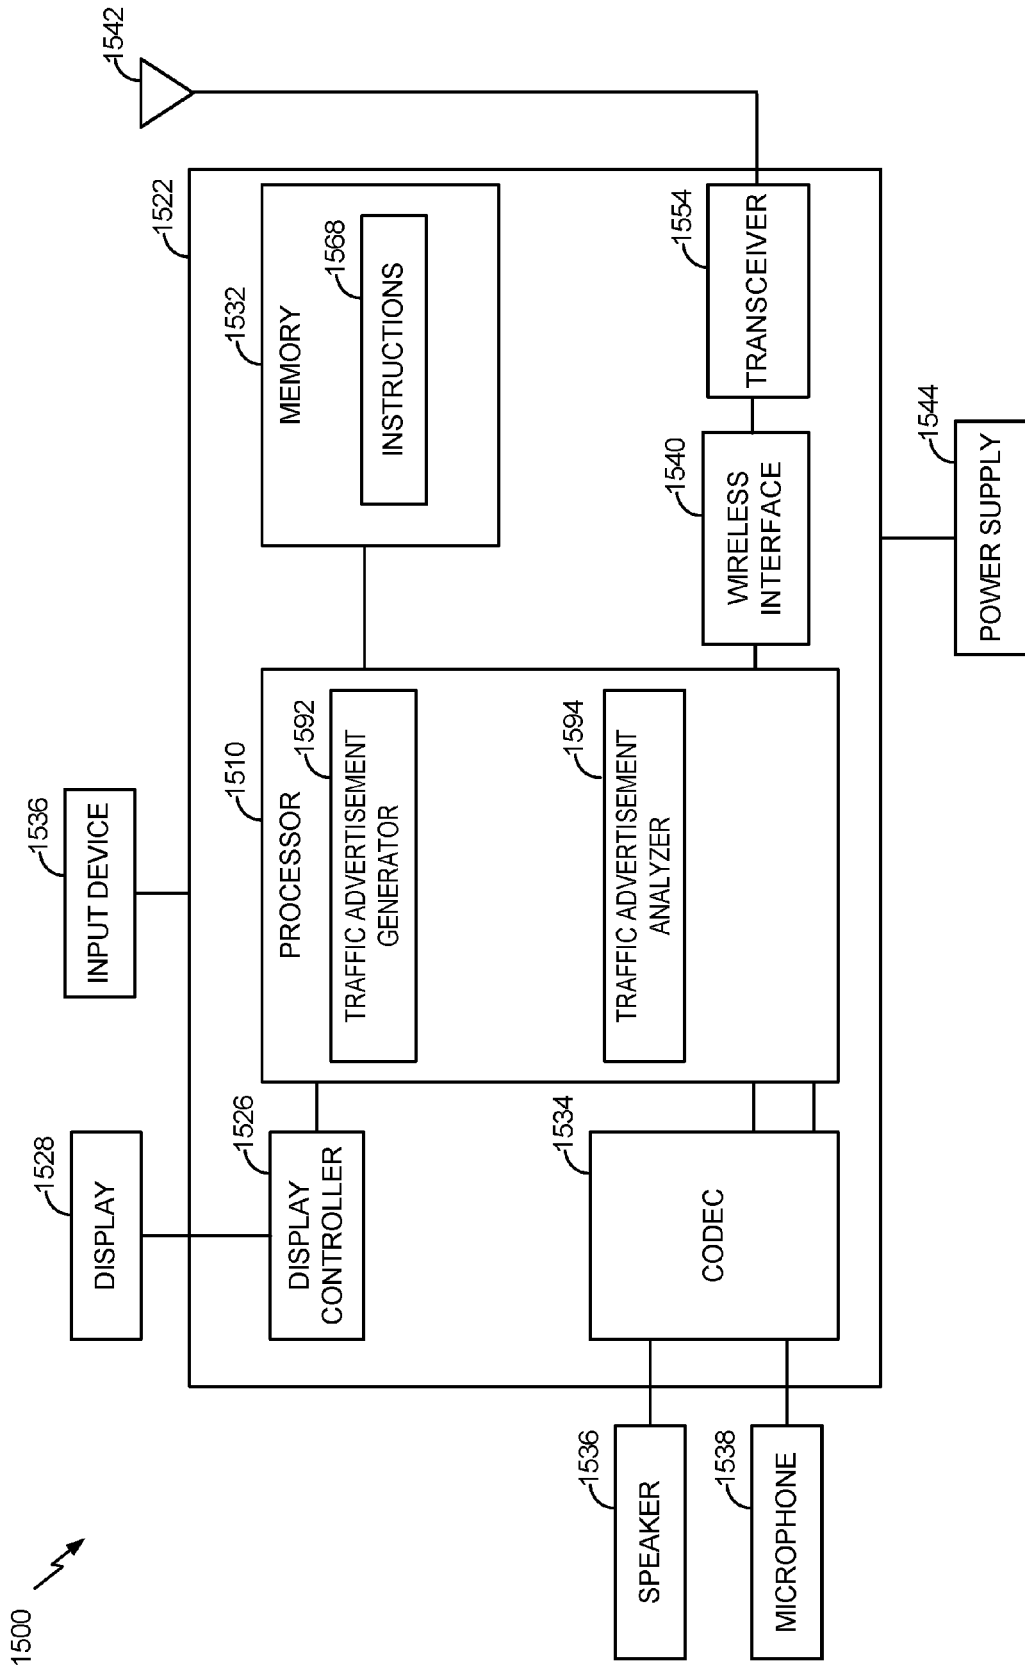 1500
1528
DISPLAY
1536
INPUT DEVICE
1542
1522
1526
DISPLAY
CONTROLLER
1510
PROCESSOR
1592
TRAFFIC ADVERTISEMENT
GENERATOR
1594
TRAFFIC ADVERTISEMENT
ANALYZER
1532
MEMORY
1568
INSTRUCTIONS
1534
CODEC
1540
WIRELESS
INTERFACE
1554
TRANSCEIVER
1536
SPEAKER
1538
MICROPHONE
1544
POWER SUPPLY